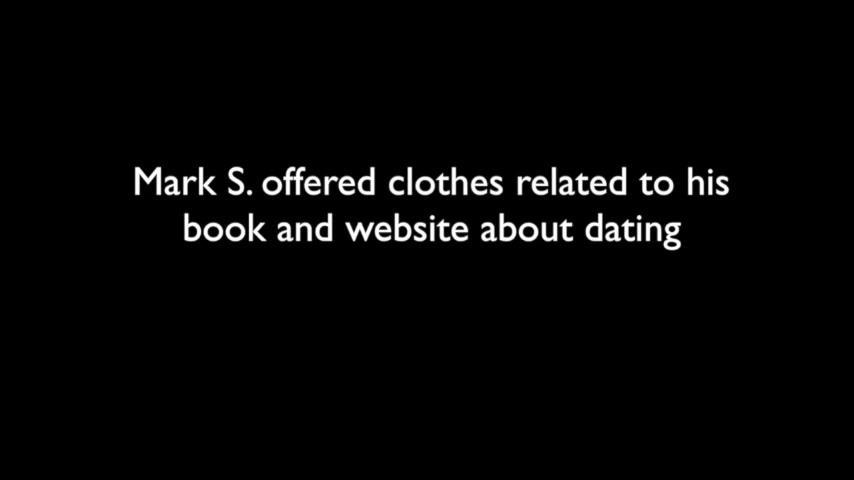 Mark S. offered clothes related to his
book and website about dating